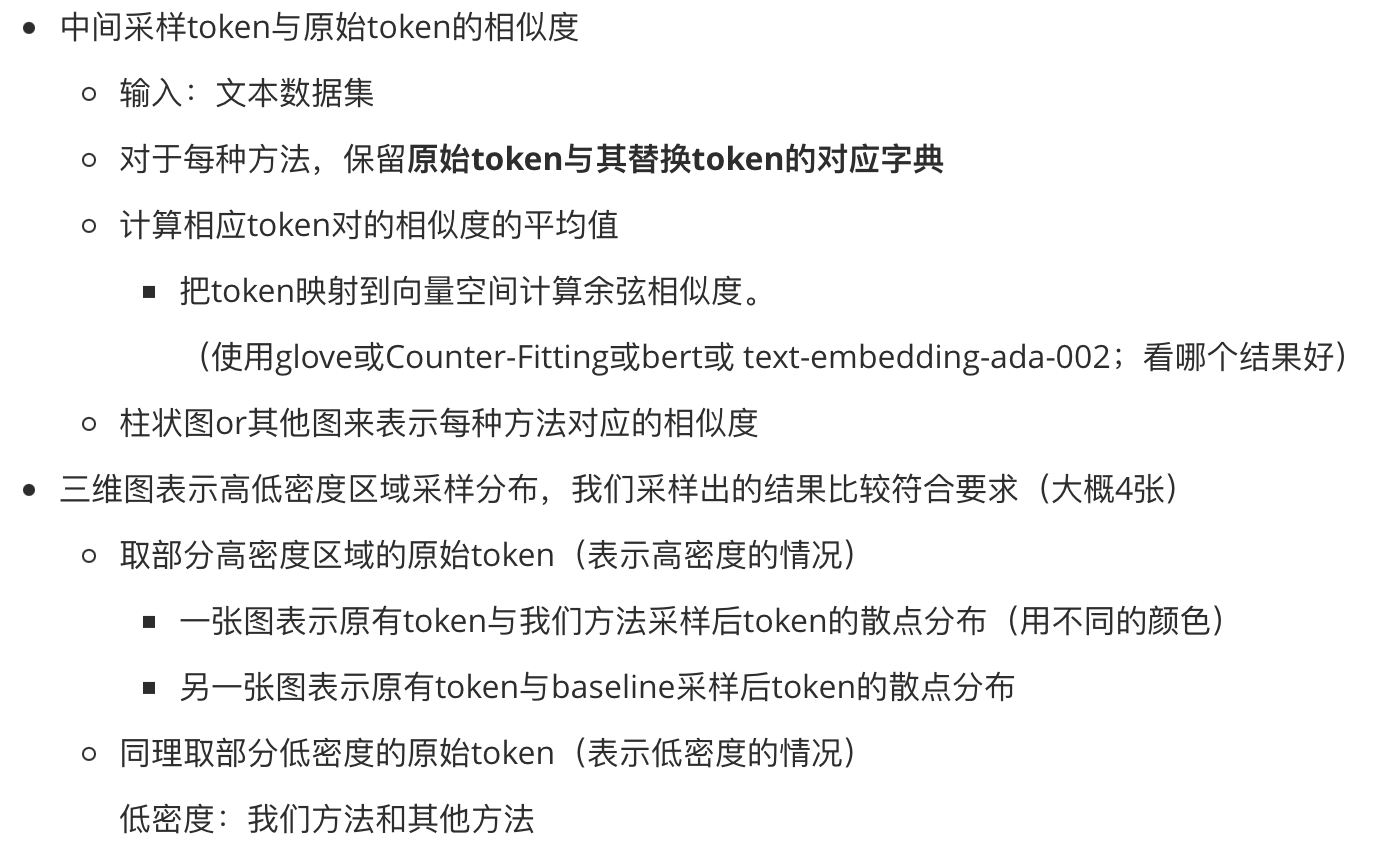 中间采样token与原始token的相似度
输入：文本数据集
对于每种方法，保留原始token与其替换token的对应字典
计算相应token对的相似度的平均值
把token映射到向量空间计算余弦相似度。
（使用glove或Counter-Fitting或bert或 text-embedding-ada-002；看哪个结果好）
柱状图or其他图来表示每种方法对应的相似度
三维图表示高低密度区域采样分布，我们采样出的结果比较符合要求（大概4张）
取部分高密度区域的原始token（表示高密度的情况）
一张图表示原有token与我们方法采样后token的散点分布（用不同的颜色）
另一张图表示原有token与baseline采样后token的散点分布
同理取部分低密度的原始token（表示低密度的情况）
低密度：我们方法和其他方法